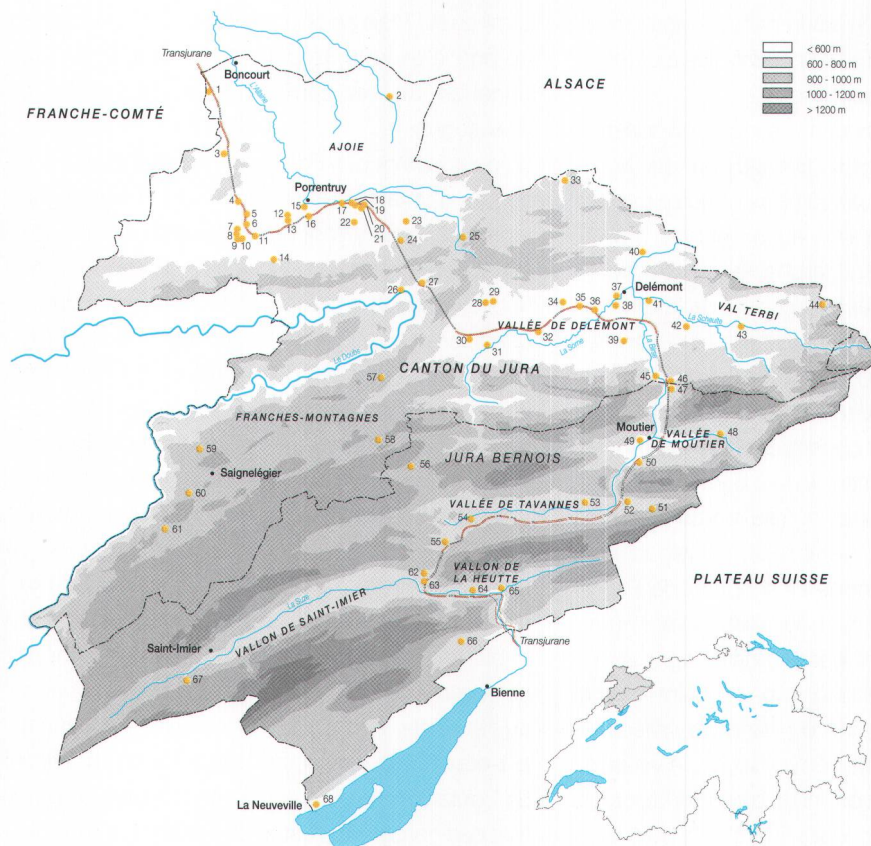 Transjurane
Boncourt
ALSACE
< 600 m
600 - 800 m
800 - 1000 m
1000 - 1200 m
> 1200 m
FRANCHE-COMTÉ
1
2
L'Allaine
AJOIE
3
Porrentruy
33
4
5
6
7
8
9
10
11
12
13
14
15
16
17
18
19
20
21
22
23
24
25
26
27
28
29
30
31
32
34
35
36
37
38
39
40
41
42
43
44
Delémont
VAL TERBI
La Scheulte
VALLÉE DE DELÉMONT
La Sorne
La Birse
Le Doubs
CANTON DU JURA
45
46
47
57
FRANCHES-MONTAGNES
58
Moutier
49
48
VALLÉE
DE MOUTIER
59
Saignelégier
56
JURA BERNOIS
50
60
61
VALLÉE DE TAVANNES
53
52
51
54
55
62
63
VALLON DE
LA HEUTTE
64
65
PLATEAU SUISSE
La Suze
VALLON DE SAINT-IMIER
Saint-Imier
66
Transjurane
67
Bienne
La Neuveville
68